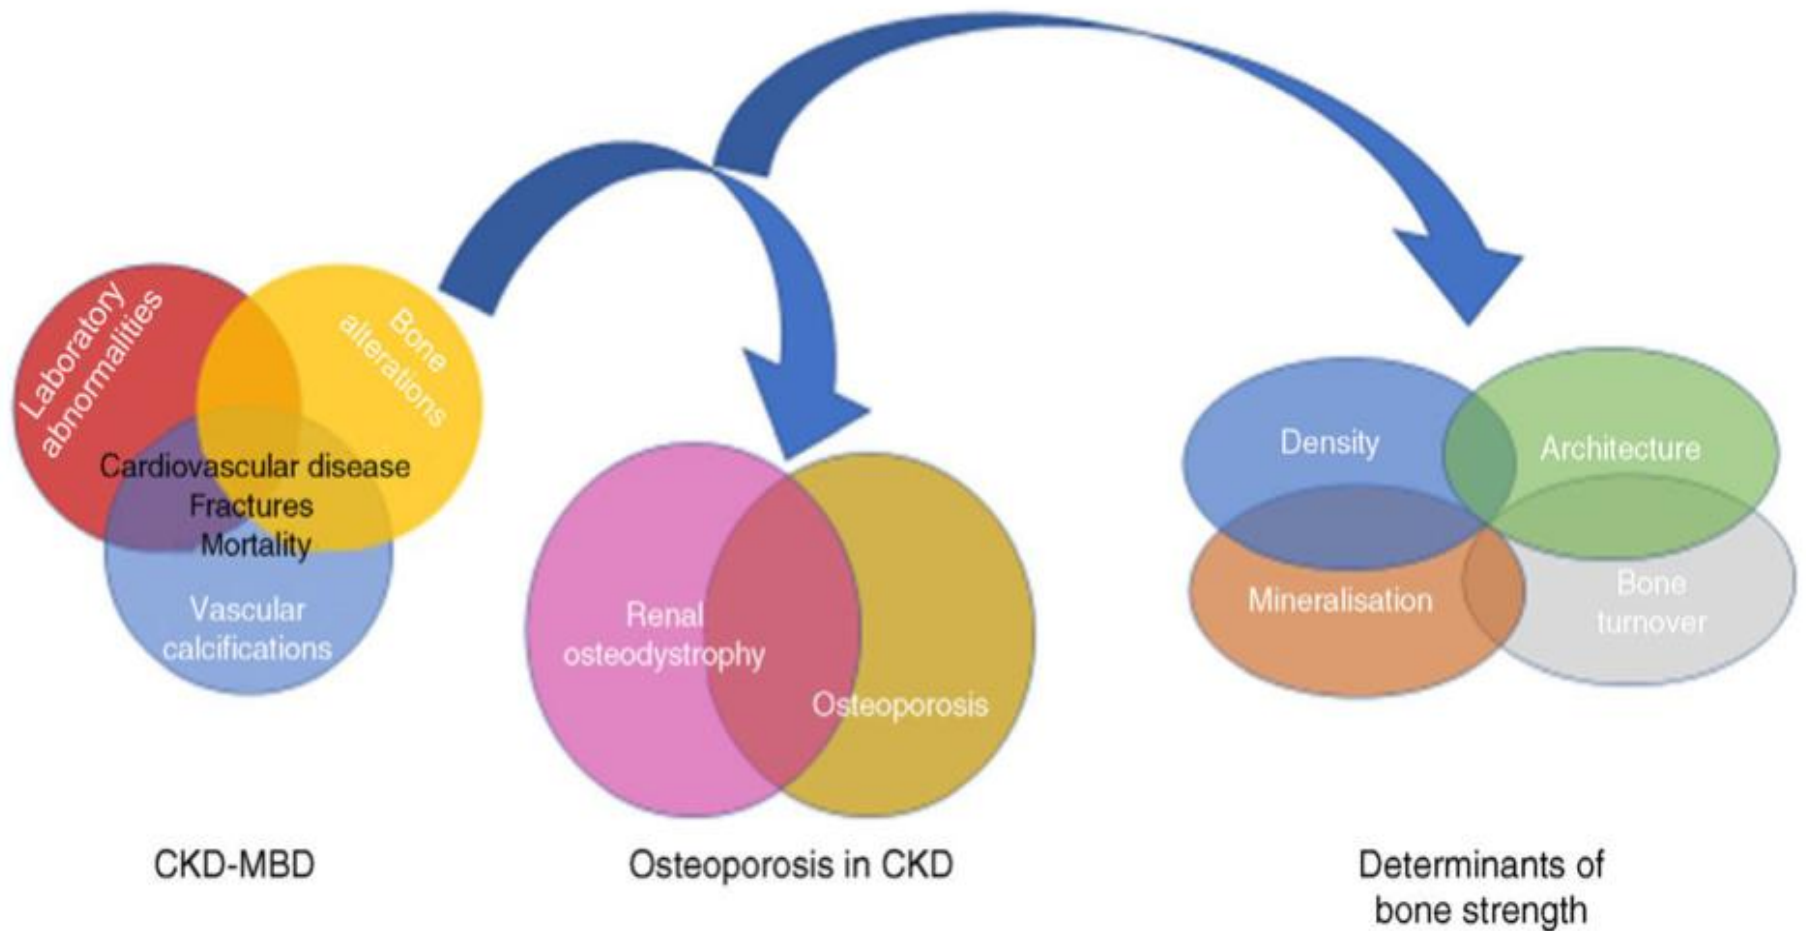 Laboratory
abnormalities
Bone
alterations
Cardiovascular disease
Fractures
Mortality
Vascular
calcifications
CKD-MBD
Renal
osteodystrophy
Osteoporosis
Osteoporosis in CKD
Density
Architecture
Mineralisation
Bone
turnover
Determinants of
bone strength